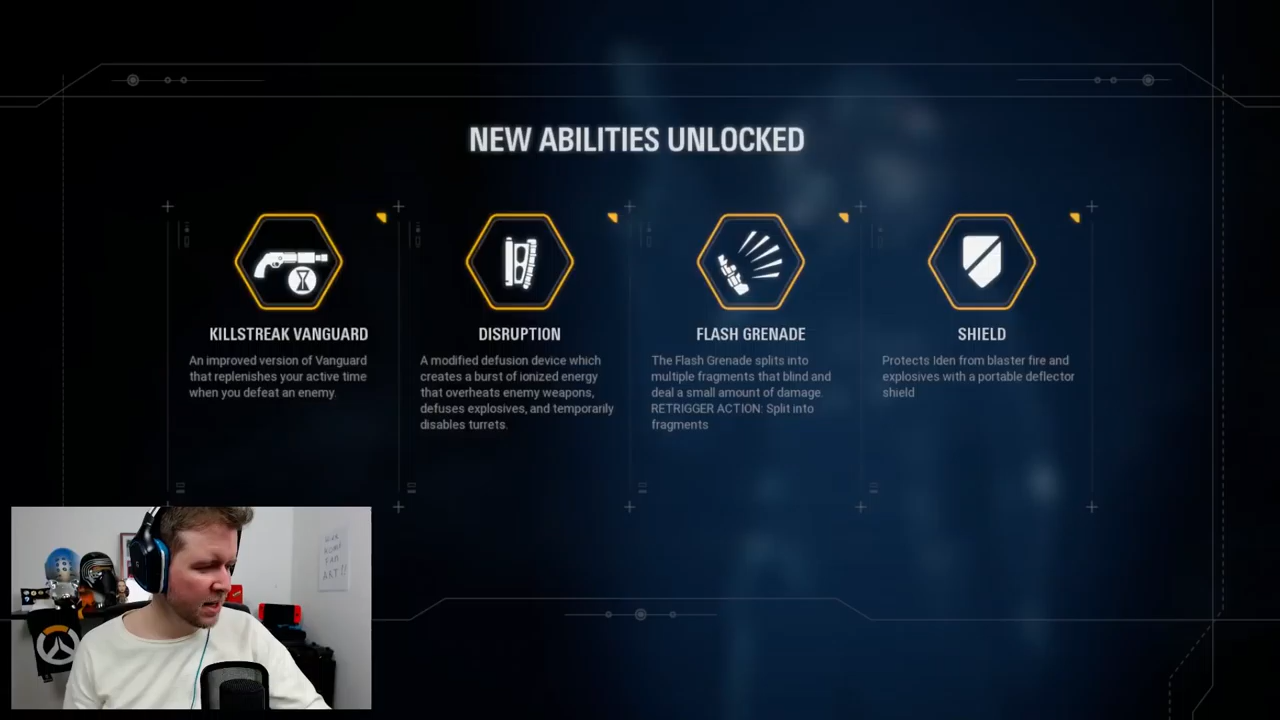 NEW ABILITIES UNLOCKED
KILLSTREAK VANGUARD
An improved version of Vanguard
that replenishes your active time
when you defeat an enemy.
DISRUPTION
A modified defusion device which
creates a burst of ionized energy
that overheats enemy weapons,
defuses explosives, and temporarily
disables turrets.
FLASH GRENADE
The Flash Grenade splits into
multiple fragments that blind and
deal a small amount of damage.
RETRIGGER ACTION: Split into
fragments
SHIELD
Protects Iden from blaster fire and
explosives with a portable deflector
shield
ART!!